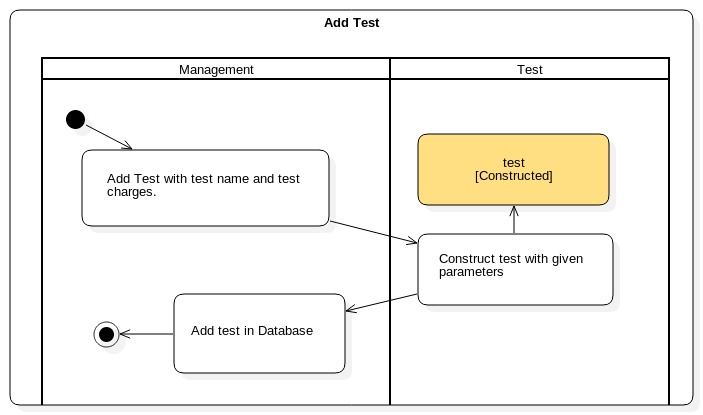 Add Test
Management
Test
Add Test with test name and test
charges.
test
[Constructed]
Construct test with given
parameters
Add test in Database